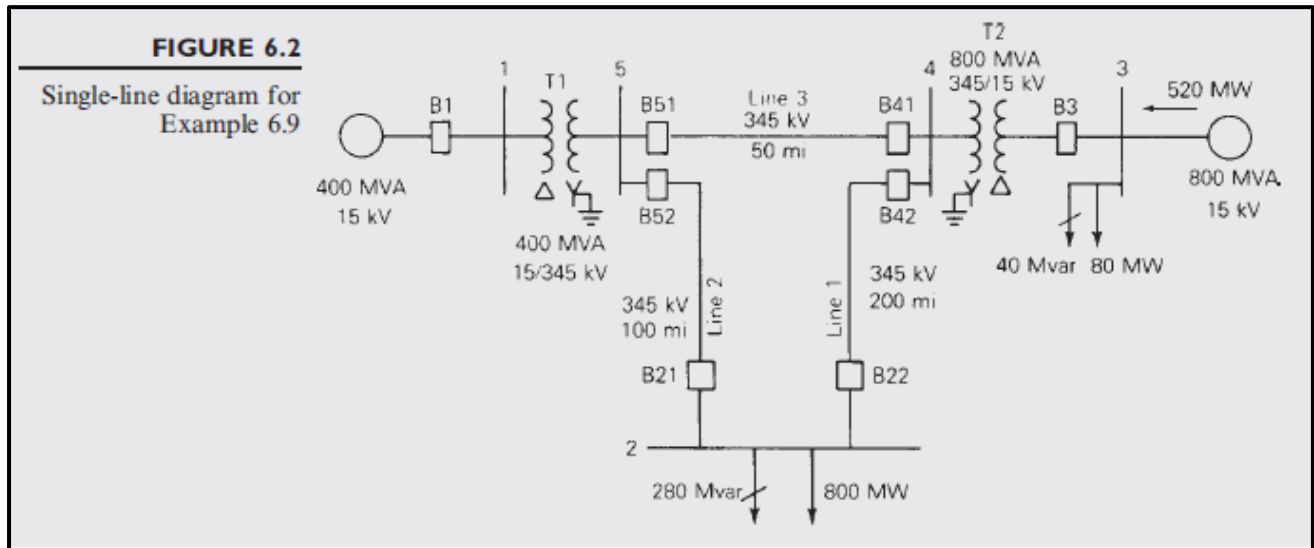 FIGURE 6.2
Single-line diagram for
Example 6.9
B1
1
T1
5
B51
Line 3
345 kV
50 mi
B41
4
T2
800 MVA
345/15 kV
B3
3
520 MW
400 MVA
15 kV
Δ
Y
B52
B42
Y
Δ
800 MVA
15 kV
400 MVA
15/345 kV
40 Mvar
80 MW
345 kV
100 mi
Line 2
Line 1
345 kV
200 mi
B21
B22
2
280 Mvar
800 MW